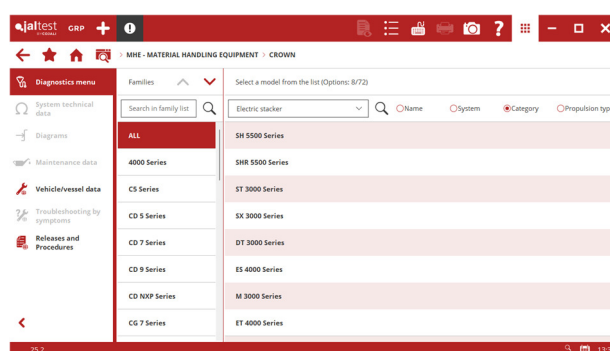 jaltest GRP
BY COJALI
> MHE - MATERIAL HANDLING EQUIPMENT > CROWN
Diagnostics menu
System technical
data
Diagrams
Maintenance data
Vehicle/vessel data
Troubleshooting by
symptoms
Releases and
Procedures
Families
Search in family list
ALL
4000 Series
C5 Series
CD 5 Series
CD 7 Series
CD 9 Series
CD NXP Series
CG 7 Series
Select a model from the list (Options: 8/72)
Electric stacker
Name
System
Category
Propulsion typ
SH 5500 Series
SHR 5500 Series
ST 3000 Series
SX 3000 Series
DT 3000 Series
ES 4000 Series
M 3000 Series
ET 4000 Series
25.2